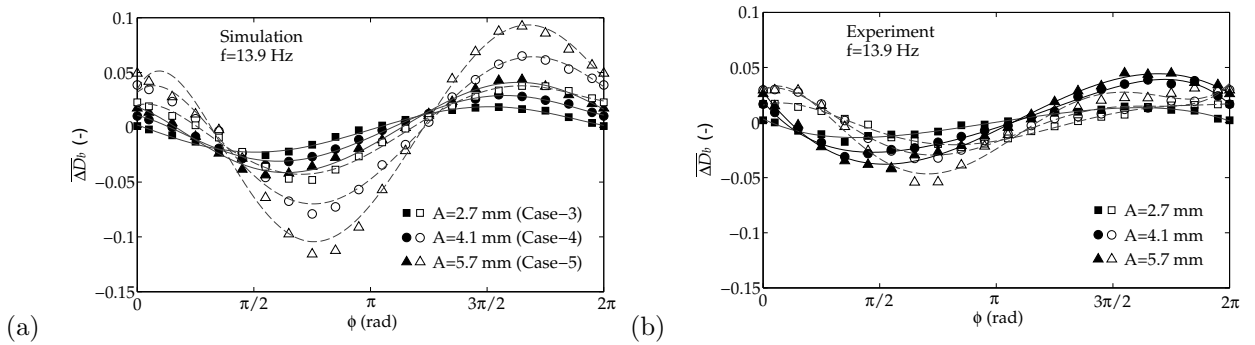 0.1
0.05
0
−0.05
−0.1
−0.15
ΔD_b (-)
Simulation
f=13.9 Hz
A=2.7 mm (Case−3)
A=4.1 mm (Case−4)
A=5.7 mm (Case−5)
0 π/2 π 3π/2 2π
ϕ (rad)
(a)
0.1
0.05
0
−0.05
−0.1
−0.15
ΔD_b (-)
Experiment
f=13.9 Hz
A=2.7 mm
A=4.1 mm
A=5.7 mm
0 π/2 π 3π/2 2π
ϕ (rad)
(b)